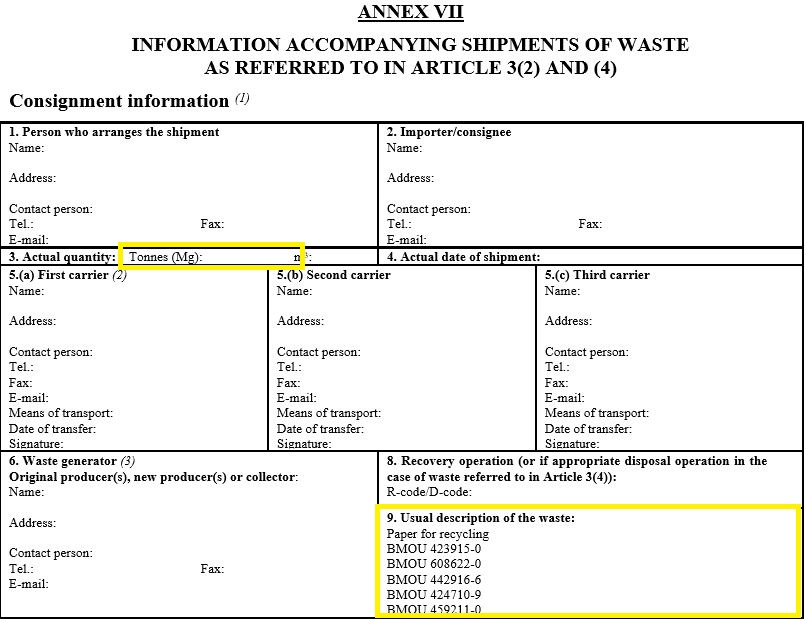 ANNEX VII
INFORMATION ACCOMPANYING SHIPMENTS OF WASTE
AS REFERRED TO IN ARTICLE 3(2) AND (4)
Consignment information (1)
1. Person who arranges the shipment
Name:
Address:
Contact person:
Tel.: Fax:
E-mail:
2. Importer/consignee
Name:
Address:
Contact person:
Tel.: Fax:
E-mail:
3. Actual quantity: Tonnes (Mg): m³:
4. Actual date of shipment:
5.(a) First carrier (2)
Name:
Address:
Contact person:
Tel.:
Fax:
E-mail:
Means of transport:
Date of transfer:
Signature:
5.(b) Second carrier
Name:
Address:
Contact person:
Tel.:
Fax:
E-mail:
Means of transport:
Date of transfer:
Signature:
5.(c) Third carrier
Name:
Address:
Contact person:
Tel.:
Fax:
E-mail:
Means of transport:
Date of transfer:
Signature:
6. Waste generator (3)
Original producer(s), new producer(s) or collector:
Name:
Address:
Contact person:
Tel.: Fax:
E-mail:
8. Recovery operation (or if appropriate disposal operation in the
case of waste referred to in Article 3(4)):
R-code/D-code:
9. Usual description of the waste:
Paper for recycling
BMOU 423915-0
BMOU 608622-0
BMOU 442916-6
BMOU 424710-9
BMOU 459211-0